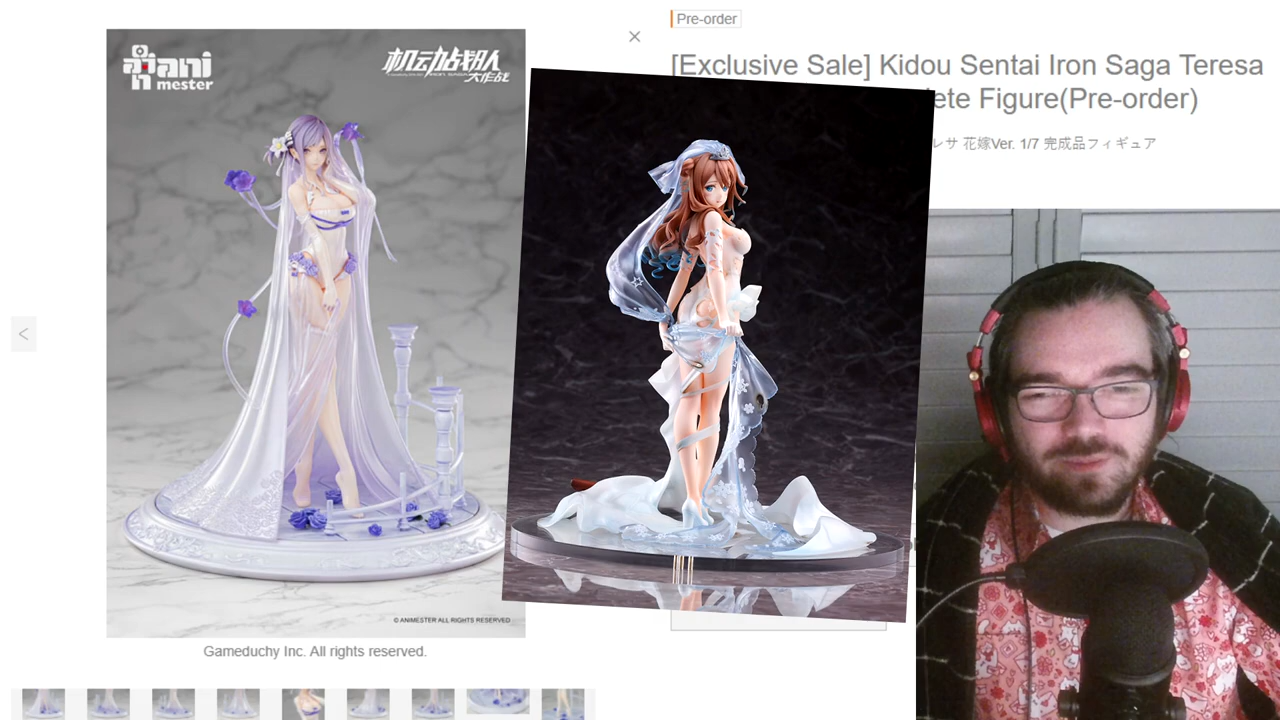 Pre-order
[Exclusive Sale] Kidou Sentai Iron Saga Teresa
ete Figure(Pre-order)
レサ 花嫁Ver. 1/7 完成品フィギュア
ani
mester
机动战队
大作战
© ANIMESTER ALL RIGHTS RESERVED
Gameduchy Inc. All rights reserved.